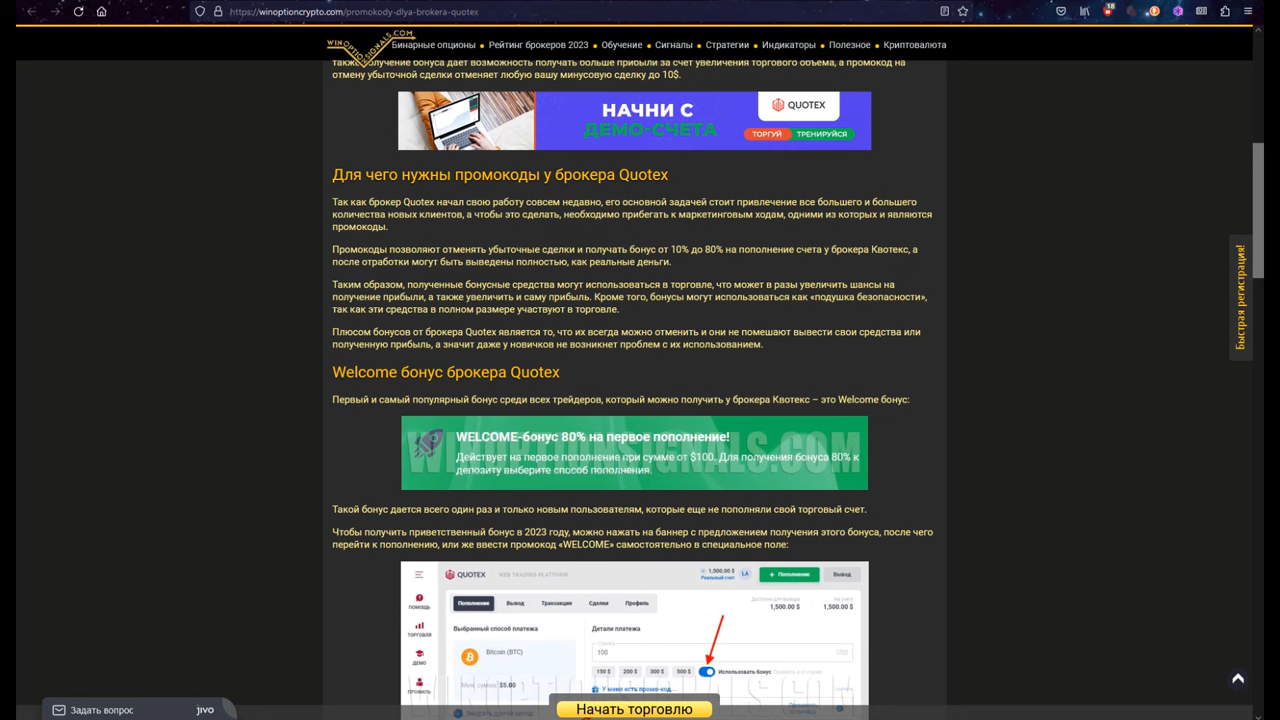 https://winoptioncrypto.com/promokody-dlya-brokera-quotex
18
WINOPTIONSIGNALS.COM
Бинарные опционы Рейтинг брокеров 2023 Обучение Сигналы Стратегии Индикаторы Полезное Криптовалюта
также получение бонуса дает возможность получать больше прибыли за счет увеличения торгового объема, а промокод на
отмену убыточной сделки отменяет любую вашу минусовую сделку до 10$.
НАЧНИ С
ДЕМО-СЧЕТА
QUOTEX
ТОРГУЙ ТРЕНИРУЙСЯ
Для чего нужны промокоды у брокера Quotex
Так как брокер Quotex начал свою работу совсем недавно, его основной задачей стоит привлечение все большего и большего
количества новых клиентов, а чтобы это сделать, необходимо прибегать к маркетинговым ходам, одними из которых и являются
промокоды.
Промокоды позволяют отменять убыточные сделки и получать бонус от 10% до 80% на пополнение счета у брокера Квотекс, а
после отработки могут быть выведены полностью, как реальные деньги.
Таким образом, полученные бонусные средства могут использоваться в торговле, что может в разы увеличить шансы на
получение прибыли, а также увеличить и саму прибыль. Кроме того, бонусы могут использоваться как «подушка безопасности»,
так как эти средства в полном размере участвуют в торговле.
Плюсом бонусов от брокера Quotex является то, что их всегда можно отменить и они не помешают вывести свои средства или
полученную прибыль, а значит даже у новичков не возникнет проблем с их использованием.
Быстрая регистрация!
Welcome бонус брокера Quotex
Первый и самый популярный бонус среди всех трейдеров, который можно получить у брокера Квотекс – это Welcome бонус:
WELCOME-бонус 80% на первое пополнение!
Действует на первое пополнение при сумме от $100. Для получения бонуса 80% к
депозиту выберите способ пополнения.
WINOPTIONSIGNALS.COM
Такой бонус дается всего один раз и только новым пользователям, которые еще не пополняли свой торговый счет.
Чтобы получить приветственный бонус в 2023 году, можно нажать на баннер с предложением получения этого бонуса, после чего
перейти к пополнению, или же ввести промокод «WELCOME» самостоятельно в специальное поле:
QUOTEX WEB TRADING PLATFORM
1,500.00 $
Реальный счет
LA
+ Пополнение
Вывод
ПОМОЩЬ
ТОРГОВЛЯ
ДЕМО
ПРОФИЛЬ
Пополнение Вывод Транзакции Сделки Профиль
Доступно для вывода На счете
1,500.00 $ 1,500.00 $
Выбранный способ платежа
Bitcoin (BTC)
Мин. сумма: $5.00
Детали платежа
Сумма
100
USD
150 $ 200 $ 300 $ 500 $ Использовать бонус
У меня есть промо-код...
Задать вопрос jivo
Начать торговлю